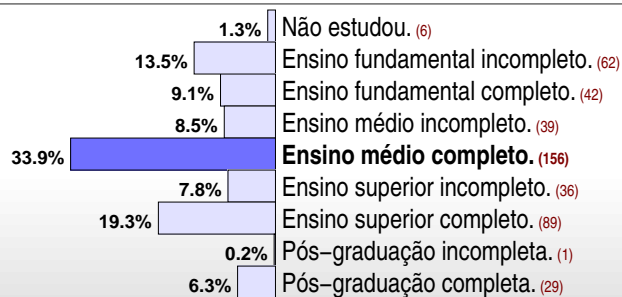 1.3% Não estudou. (6)
13.5% Ensino fundamental incompleto. (62)
9.1% Ensino fundamental completo. (42)
8.5% Ensino médio incompleto. (39)
33.9% Ensino médio completo. (156)
7.8% Ensino superior incompleto. (36)
19.3% Ensino superior completo. (89)
0.2% Pós−graduação incompleta. (1)
6.3% Pós−graduação completa. (29)